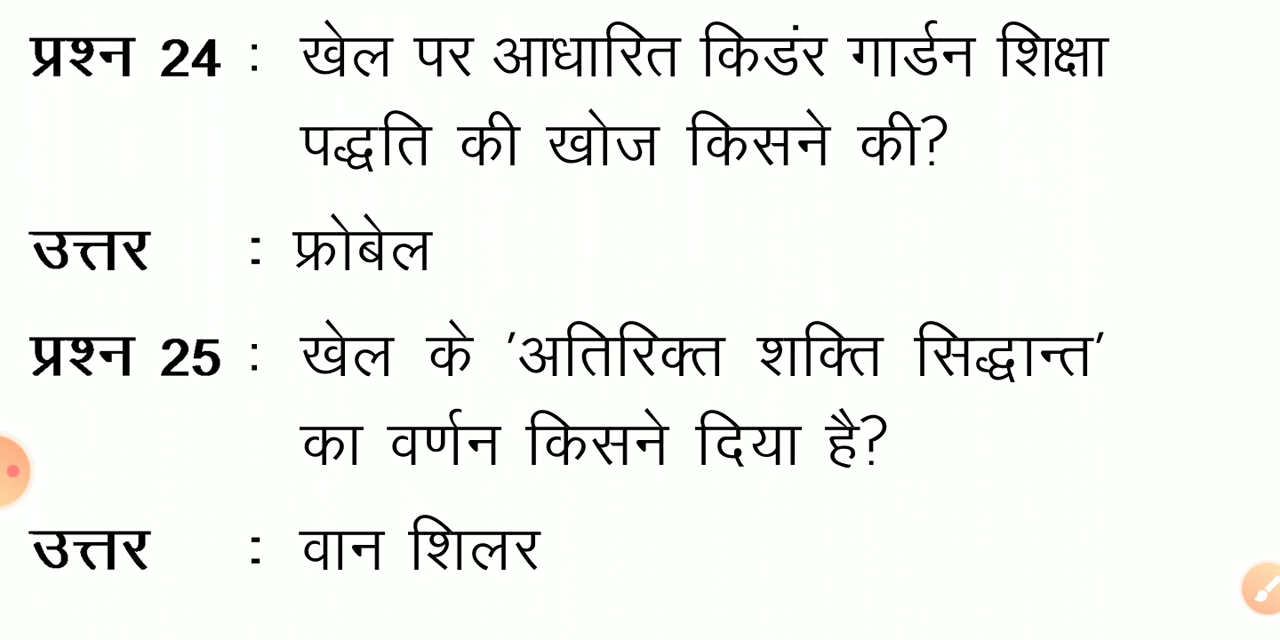 प्रश्न 24 : खेल पर आधारित किडंर गार्डन शिक्षा
पद्धति की खोज किसने की?
उत्तर : फ्रोबेल
प्रश्न 25 : खेल के 'अतिरिक्त शक्ति सिद्धान्त'
का वर्णन किसने दिया है?
उत्तर : वान शिलर